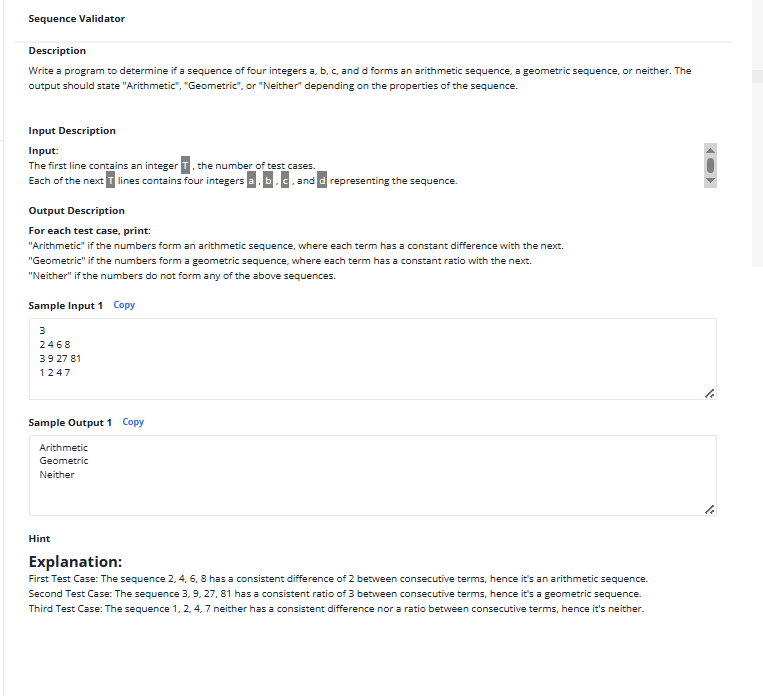 Sequence Validator
Description
Write a program to determine if a sequence of four integers a, b, c, and d forms an arithmetic sequence, a geometric sequence, or neither. The
output should state "Arithmetic", "Geometric", or "Neither" depending on the properties of the sequence.
Input Description
Input:
The first line contains an integer T , the number of test cases.
Each of the next T lines contains four integers a , b , c , and d representing the sequence.
Output Description
For each test case, print:
"Arithmetic" if the numbers form an arithmetic sequence, where each term has a constant difference with the next.
"Geometric" if the numbers form a geometric sequence, where each term has a constant ratio with the next.
"Neither" if the numbers do not form any of the above sequences.
Sample Input 1 Copy
3
2 4 6 8
3 9 27 81
1 2 4 7
Sample Output 1 Copy
Arithmetic
Geometric
Neither
Hint
Explanation:
First Test Case: The sequence 2, 4, 6, 8 has a consistent difference of 2 between consecutive terms, hence it's an arithmetic sequence.
Second Test Case: The sequence 3, 9, 27, 81 has a consistent ratio of 3 between consecutive terms, hence it's a geometric sequence.
Third Test Case: The sequence 1, 2, 4, 7 neither has a consistent difference nor a ratio between consecutive terms, hence it's neither.